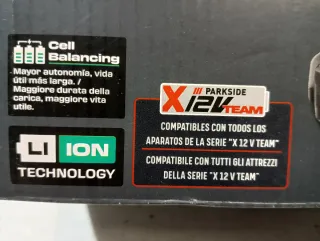 Cell
Balancing
Mayor autonomía, vida
útil más larga. /
Maggiore durata della
carica, maggiore vita
utile.
LI ION
TECHNOLOGY
PARKSIDE
X12V
TEAM
COMPATIBLES CON TODOS LOS
APARATOS DE LA SERIE "X 12 V TEAM"
COMPATIBILE CON TUTTI GLI ATTREZZI
DELLA SERIE "X 12 V TEAM"